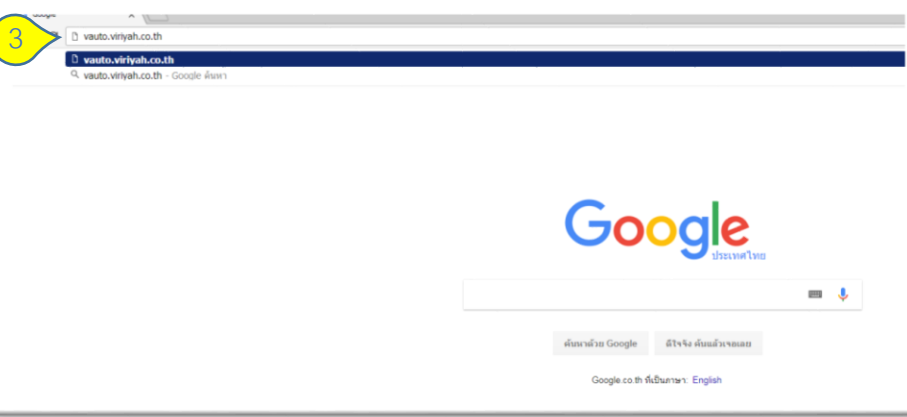 Google
3
vauto.viriyah.co.th
vauto.viriyah.co.th
vauto.viriyah.co.th - Google ค้นหา
Google
ประเทศไทย
ค้นหาด้วย Google
ดีใจจัง ค้นแล้วเจอเลย
Google.co.th ที่เป็นภาษา: English